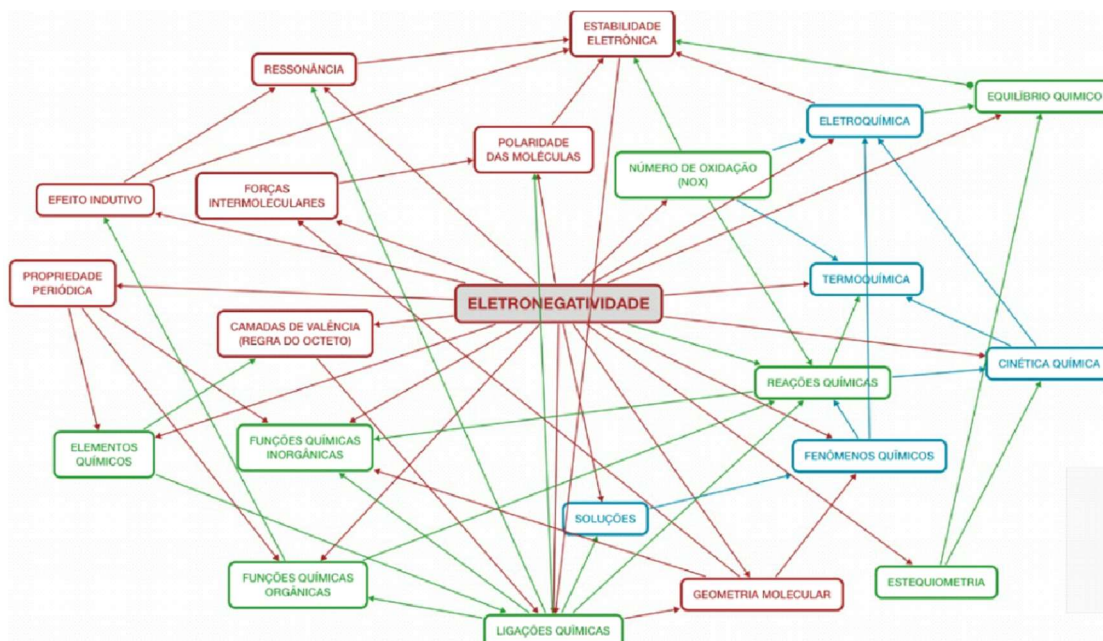 ESTABILIDADE
ELETRÔNICA
RESSONÂNCIA
EQUILÍBRIO QUIMICO
ELETROQUÍMICA
POLARIDADE
DAS MOLÉCULAS
NÚMERO DE OXIDAÇÃO
(NOX)
EFEITO INDUTIVO
FORÇAS
INTERMOLECULARES
PROPRIEDADE
PERIÓDICA
TERMOQUÍMICA
ELETRONEGATIVIDADE
CAMADAS DE VALÊNCIA
(REGRA DO OCTETO)
CINÉTICA QUÍMICA
REAÇÕES QUÍMICAS
ELEMENTOS
QUÍMICOS
FUNÇÕES QUÍMICAS
INORGÂNICAS
FENÔMENOS QUÍMICOS
SOLUÇÕES
FUNÇÕES QUÍMICAS
ORGÂNICAS
GEOMETRIA MOLECULAR
ESTEQUIOMETRIA
LIGAÇÕES QUÍMICAS